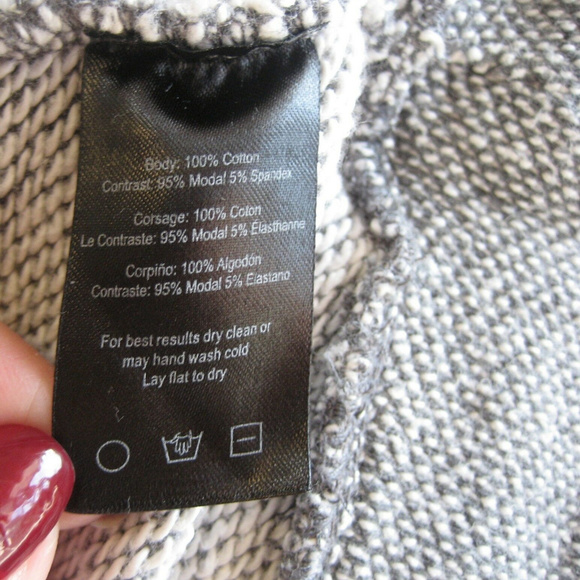 Body: 100% Cotton
Contrast: 95% Modal 5% Spandex
Corsage: 100% Coton
Le Contraste: 95% Modal 5% Élasthanne
Corpiño: 100% Algodón
Contraste: 95% Modal 5% Elastano
For best results dry clean or
may hand wash cold
Lay flat to dry